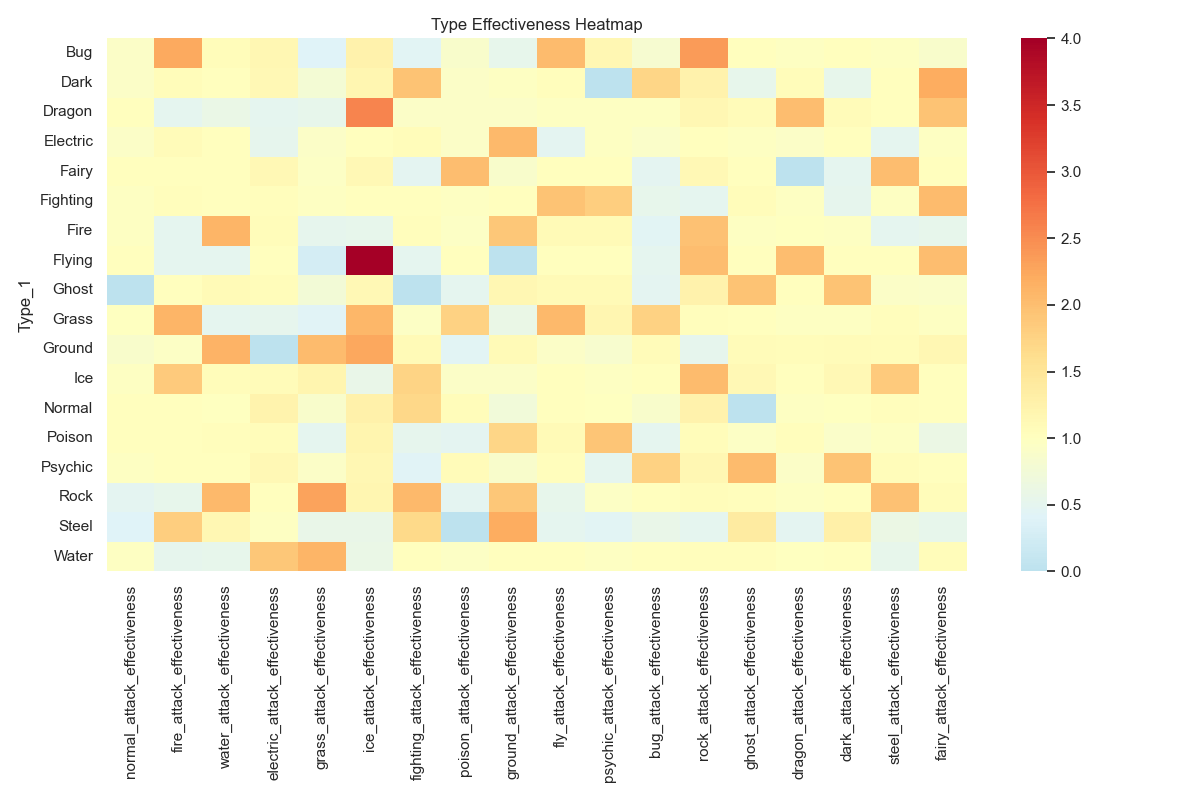 Type Effectiveness Heatmap
Type_1
Bug
Dark
Dragon
Electric
Fairy
Fighting
Fire
Flying
Ghost
Grass
Ground
Ice
Normal
Poison
Psychic
Rock
Steel
Water
normal_attack_effectiveness
fire_attack_effectiveness
water_attack_effectiveness
electric_attack_effectiveness
grass_attack_effectiveness
ice_attack_effectiveness
fighting_attack_effectiveness
poison_attack_effectiveness
ground_attack_effectiveness
fly_attack_effectiveness
psychic_attack_effectiveness
bug_attack_effectiveness
rock_attack_effectiveness
ghost_attack_effectiveness
dragon_attack_effectiveness
dark_attack_effectiveness
steel_attack_effectiveness
fairy_attack_effectiveness
4.0
3.5
3.0
2.5
2.0
1.5
1.0
0.5
0.0